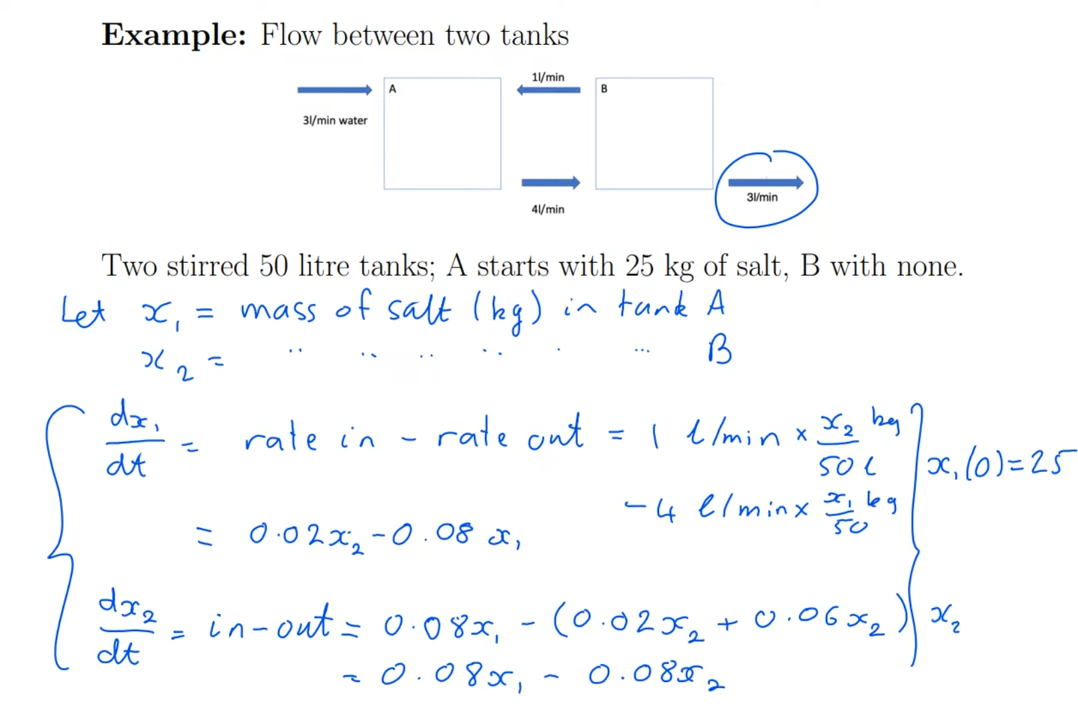 Example: Flow between two tanks
1l/min
A
B
3l/min water
3l/min
4l/min
Two stirred 50 litre tanks; A starts with 25 kg of salt, B with none.
Let x₁ = mass of salt (kg) in tank A
x₂ = ·· ·· ·· ·· · ··· B
dx₁/dt = rate in - rate out = 1 l/min × x₂ kg/50 l
- 4 l/min × x₁ kg/50
x₁(0)=25
= 0.02x₂ - 0.08x₁
dx₂/dt = in-out = 0.08x₁ - (0.02x₂ + 0.06x₂) x₂
= 0.08x₁ - 0.08x₂